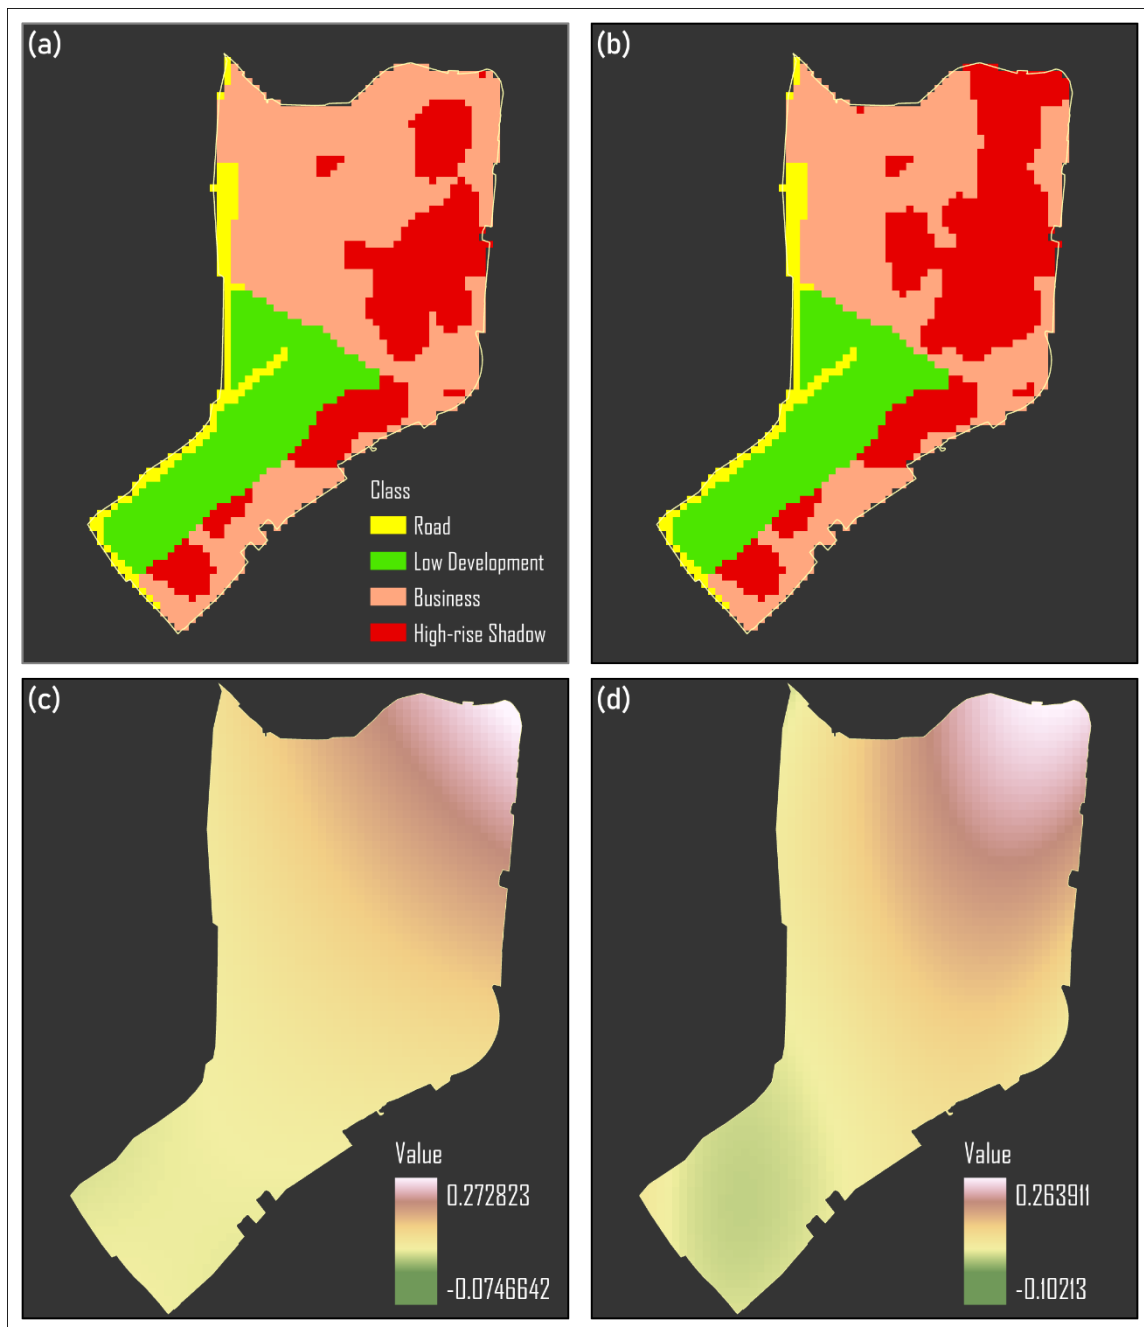 (a)
(b)
Class
Road
Low Development
Business
High-rise Shadow
(c)
(d)
Value
0.272823
-0.0746642
Value
0.263911
-0.10213